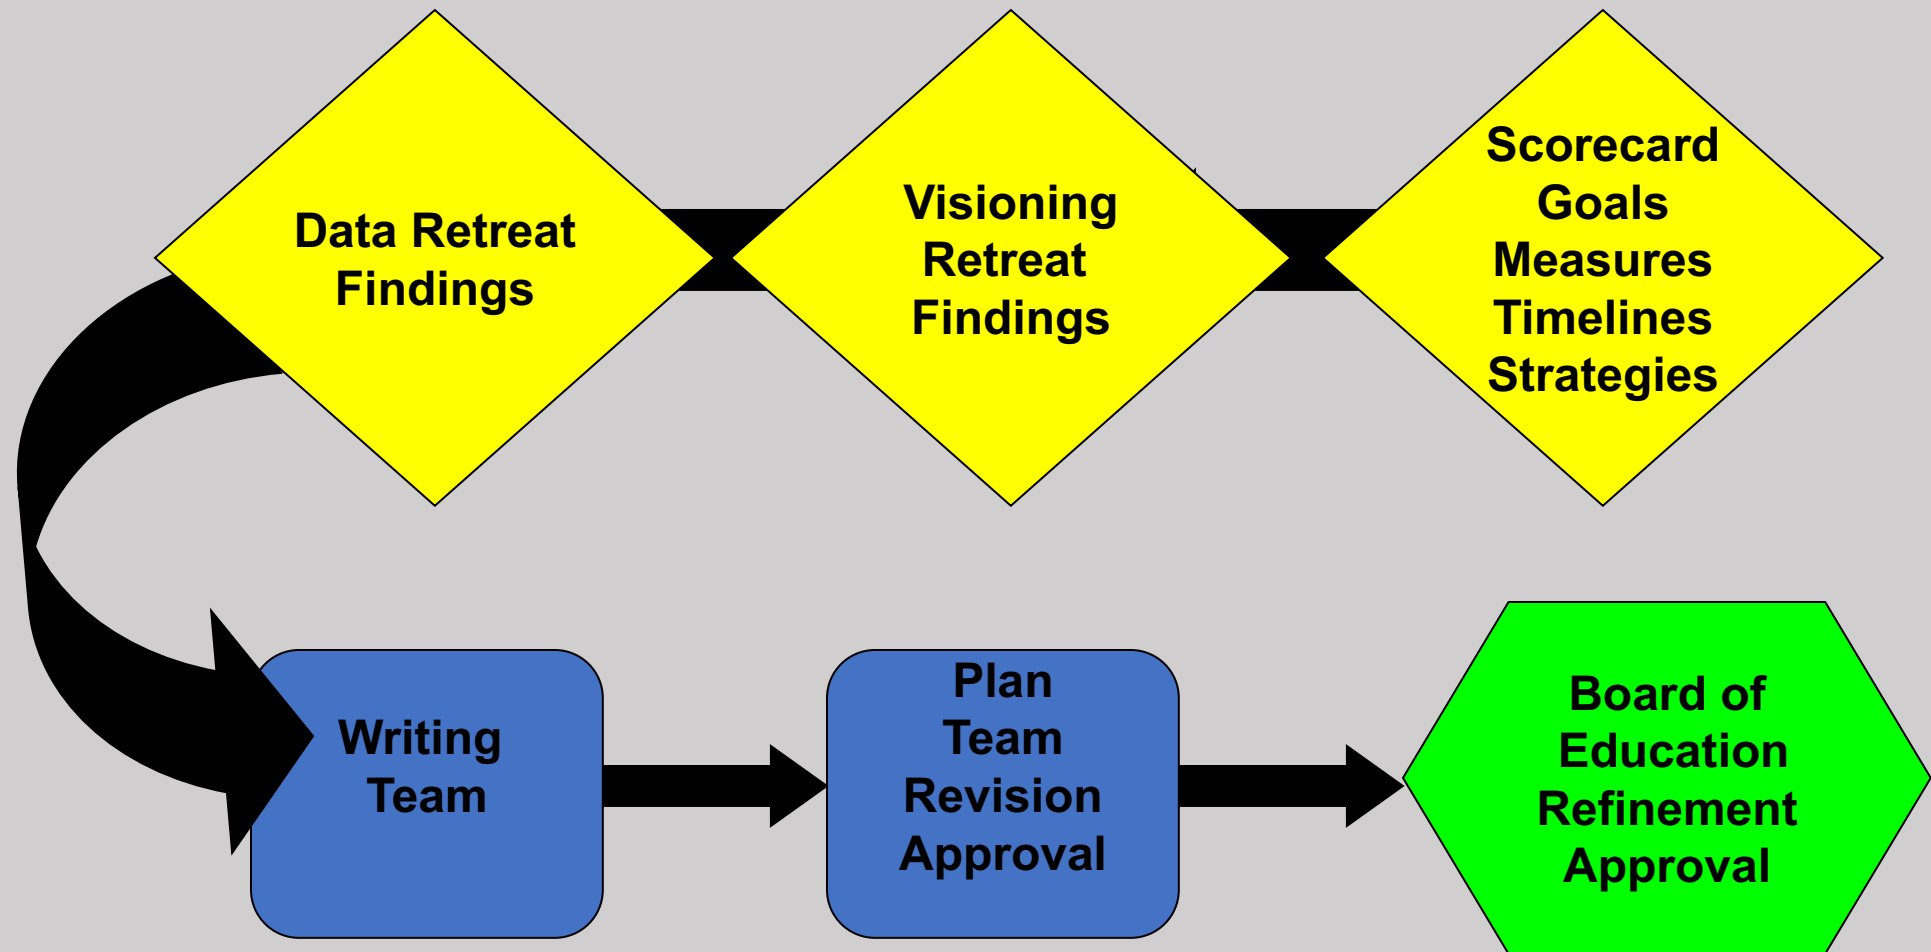 Data Retreat
Findings
Visioning
Retreat
Findings
Scorecard
Goals
Measures
Timelines
Strategies
Writing
Team
Plan
Team
Revision
Approval
Board of
Education
Refinement
Approval